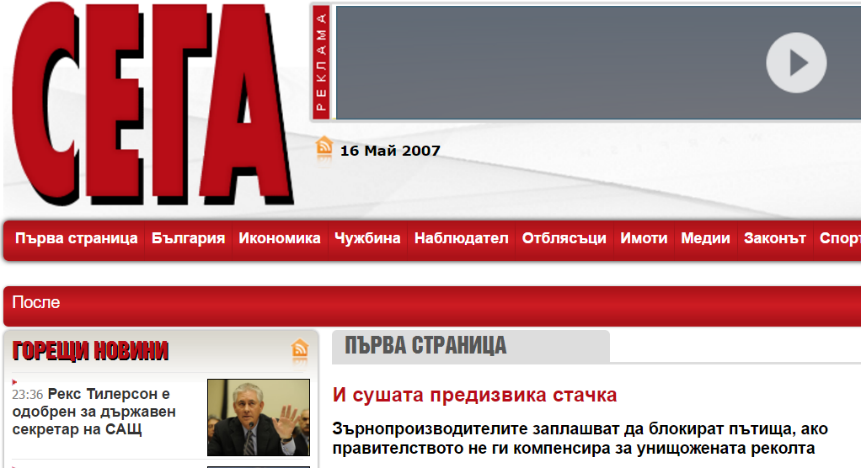 СЕГА
РЕКЛАМА
16 Май 2007
Първа страница България Икономика Чужбина Наблюдател Отблясъци Имоти Медии Законът Спорт
После
ГОРЕЩИ НОВИНИ
23:36 Рекс Тилерсон е
одобрен за държавен
секретар на САЩ
ПЪРВА СТРАНИЦА
И сушата предизвика стачка
Зърнопроизводителите заплашват да блокират пътища, ако
правителството не ги компенсира за унищожената реколта